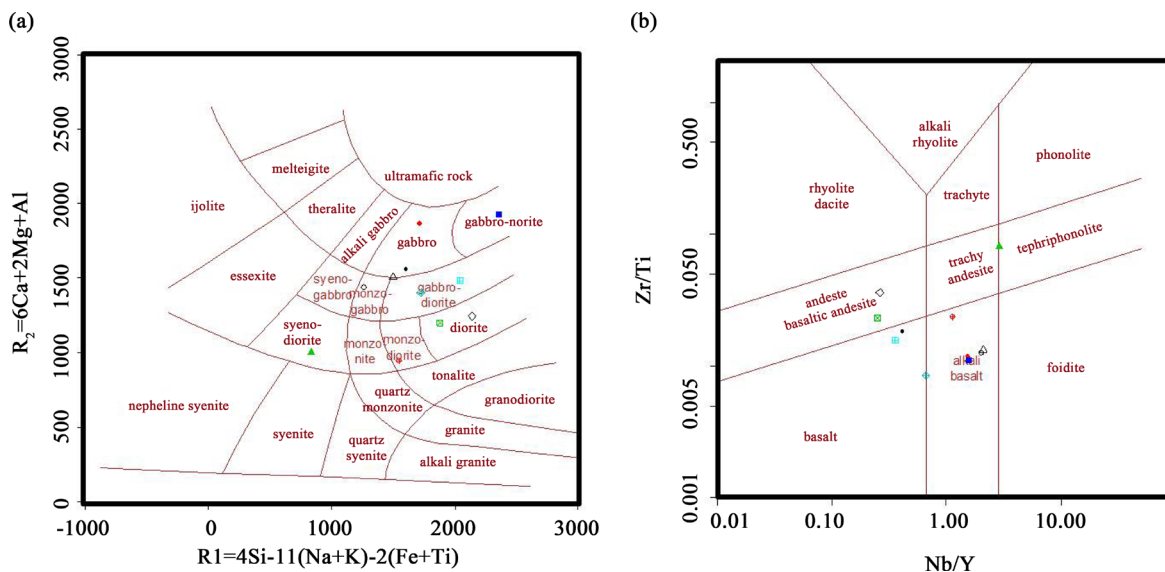 (a)
3000
2500
2000
1500
1000
500
0
R2=6Ca+2Mg+Al
-1000
0
1000
2000
3000
R1=4Si-11(Na+K)-2(Fe+Ti)
melteigite
ultramafic rock
ijolite
theralite
alkali gabbro
gabbro
gabbro-norite
essexite
syeno-
gabbro
monzo-
gabbro
gabbro-
diorite
syeno-
diorite
monzo
nite
monzo-
diorite
diorite
tonalite
nepheline syenite
quartz
monzonite
granodiorite
syenite
quartz
syenite
granite
alkali granite
(b)
0.500
0.050
0.005
0.001
Zr/Ti
0.01
0.10
1.00
10.00
Nb/Y
alkali
rhyolite
phonolite
rhyolite
dacite
trachyte
trachy
andesite
tephriphonolite
andeste
basaltic andesite
alkali
basalt
foidite
basalt